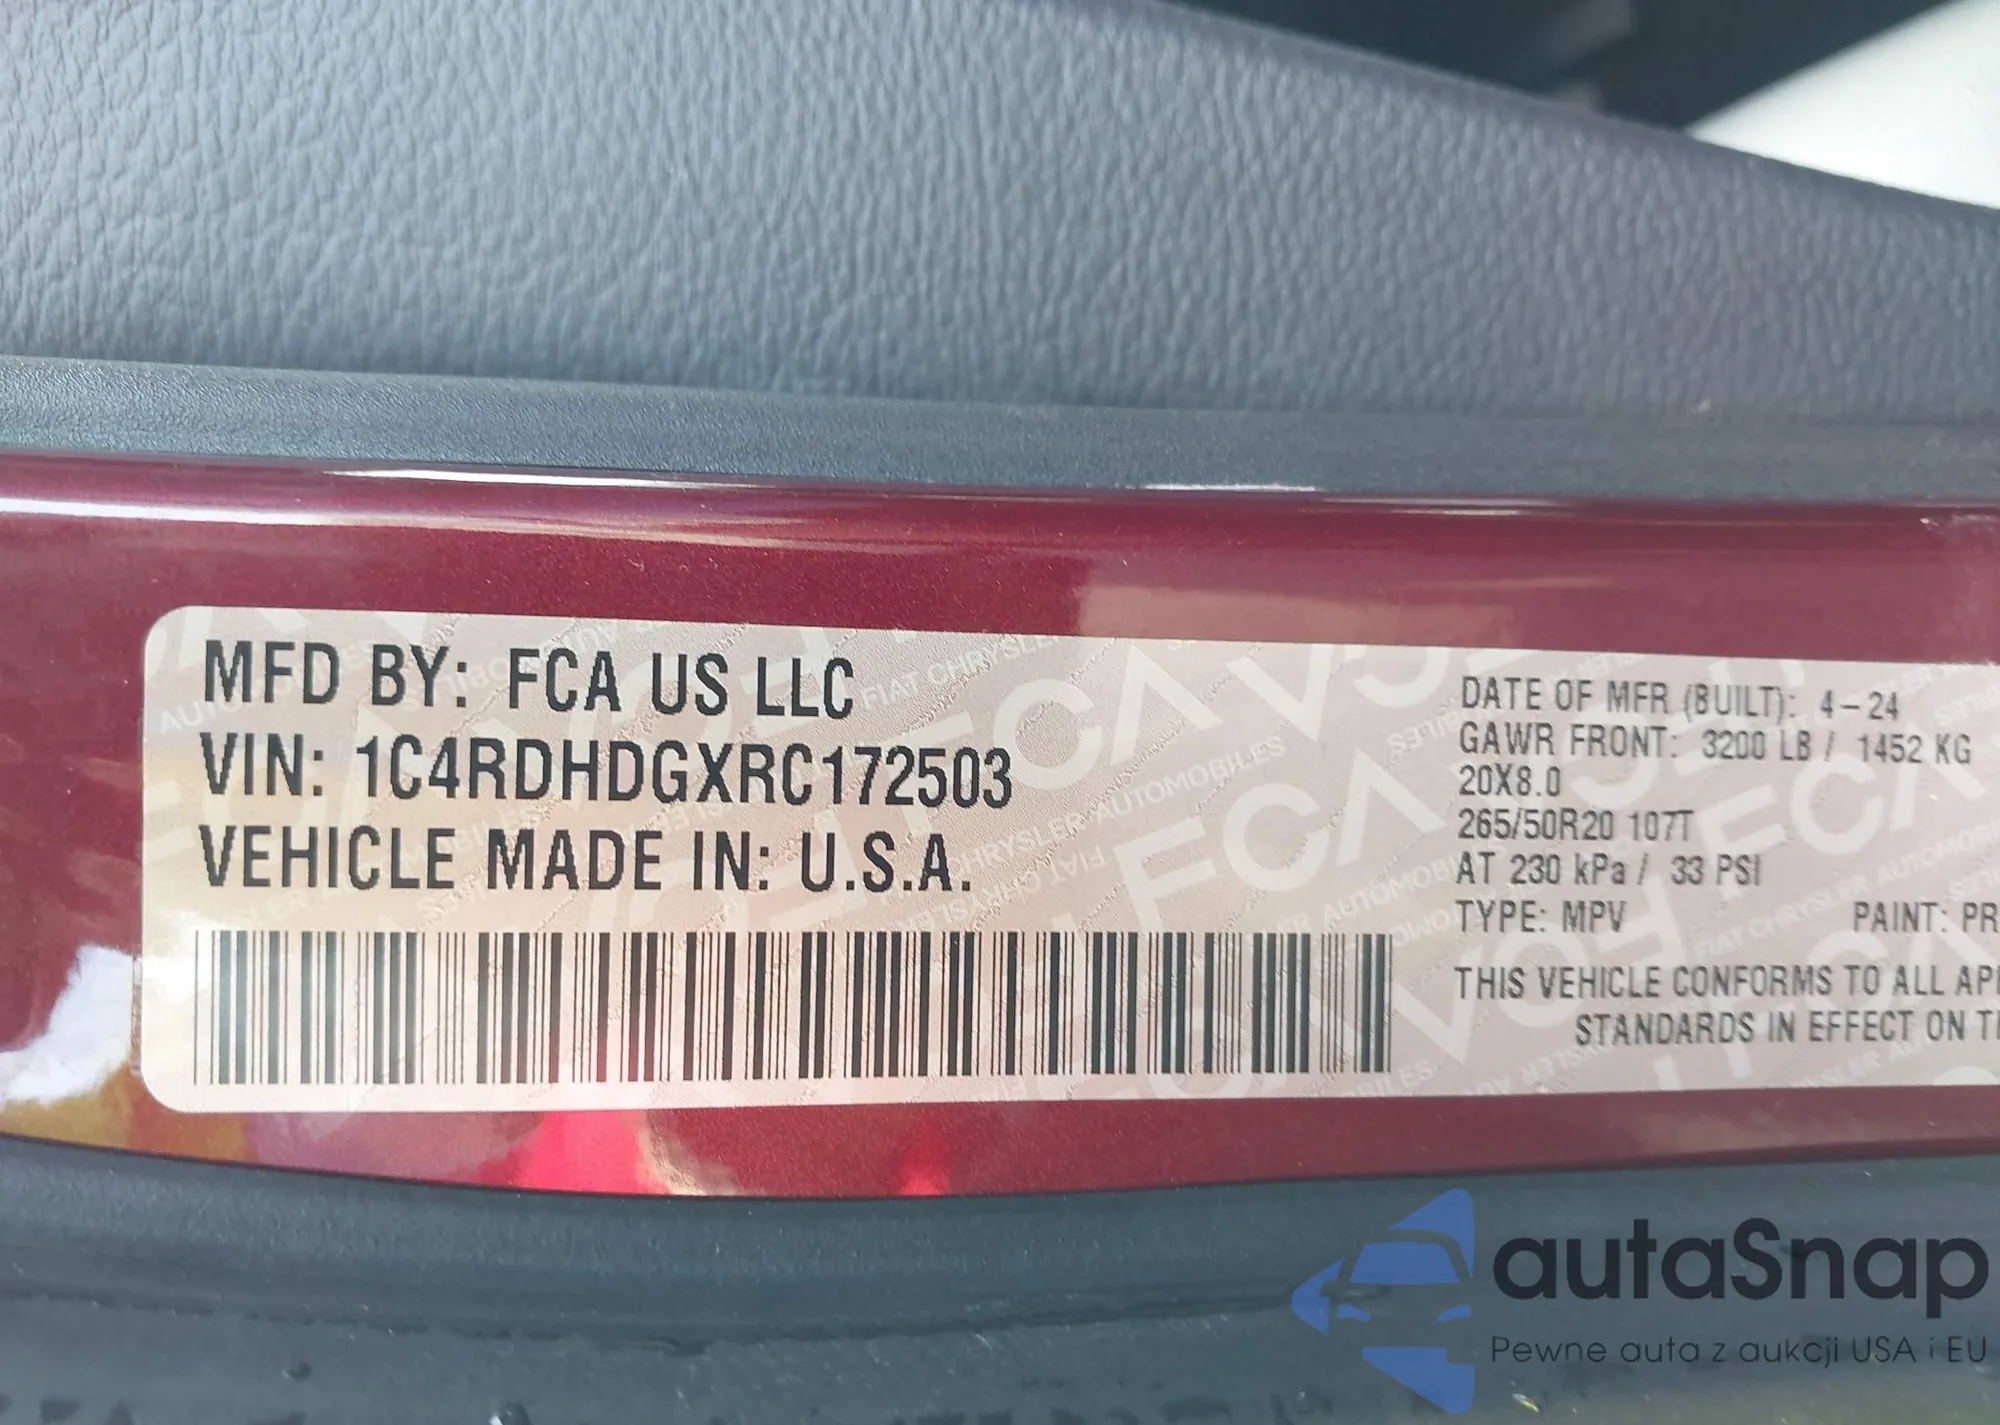 MFD BY: FCA US LLC
VIN: 1C4RDHDGXRC172503
VEHICLE MADE IN: U.S.A.
DATE OF MFR (BUILT): 4-24
GAWR FRONT: 3200 LB / 1452 KG
20X8.0
265/50R20 107T
AT 230 kPa / 33 PSI
TYPE: MPV PAINT: PR
THIS VEHICLE CONFORMS TO ALL
STANDARDS IN EFFECT ON
autaSnap
Pewne auta z aukcji USA i EU